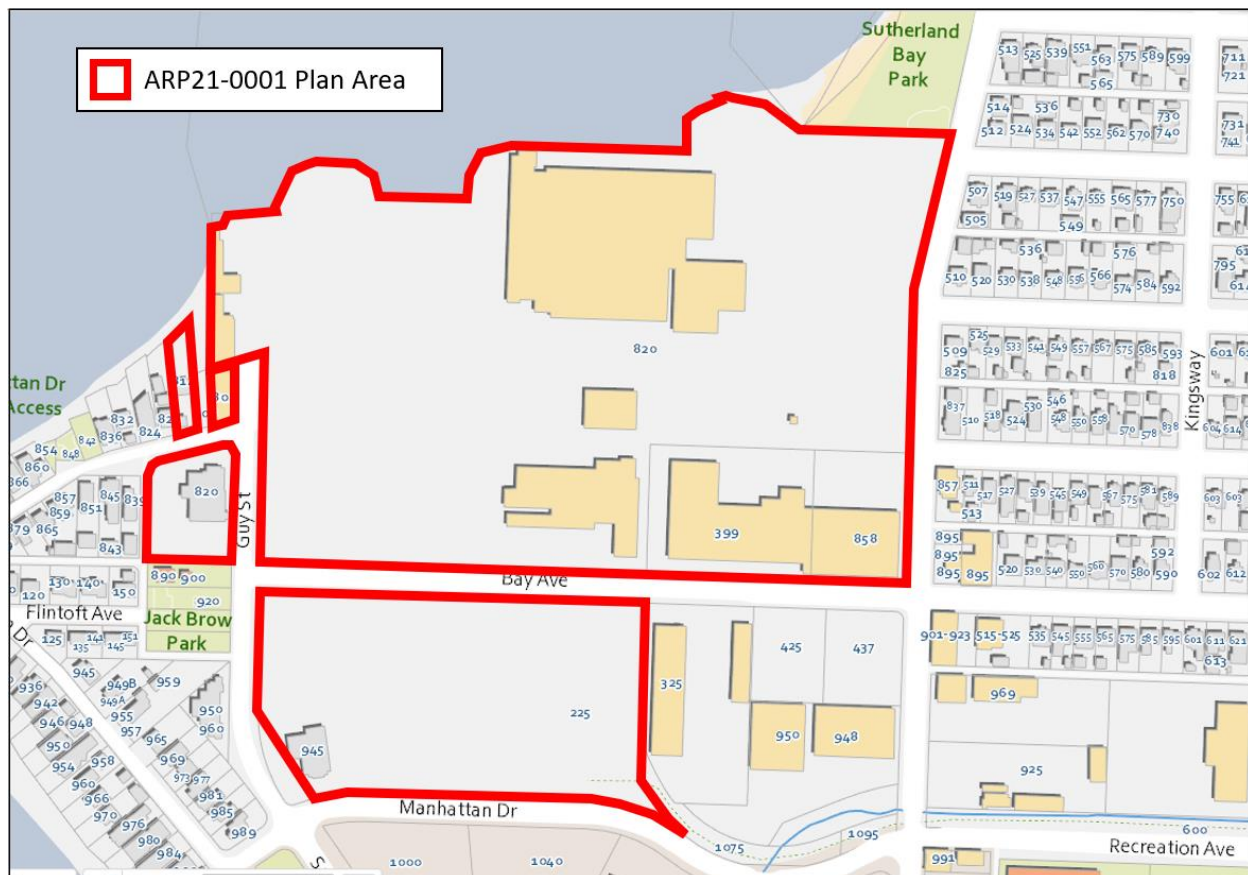 ARP21-0001 Plan Area
Sutherland
Bay
Park
513 525 539 551 563 575 589 599
565
711
721
514 536 730
512 524 534 542 552 562 570 740
731
741
507 519 527 537 547 555 565 577 750
505 549
755
536 576
510 520 530 538 548 556 566 574 584 592
795
614
820
525
509 529 533 541 549 557 567 575 585 593
825 818
601
Kingsway
546
837 510 518 524 530 548 550 558 570 578 838
604 614
ttan Dr
Access
832
836 824
842
848
854
860
866
820
Guy St
857 845 839
859 851
879 865 843
399
858
857 511 517 527 539 545 549 567 575 581 589
513
603 603
895 592
895
895 895 520 530 540 550 560 570 580 590
602 612
Bay Ave
890 900
920
130 140 150
120
Flintoft Ave
Jack Brow
Park
125 141 151
135 145
n Dr
945
949B 959
949A
955
957
950
960
936
942
946 948
950
954 958
960
966
970
976
980
984
965
969
973 977
981
985
989
225
945
325
425 437
950 948
901-923 515-525 535 545 555 565 575 585 595 601 611 621
613
969
925
Manhattan Dr
1075
1095
600
Recreation Ave
991
1000 1040
S